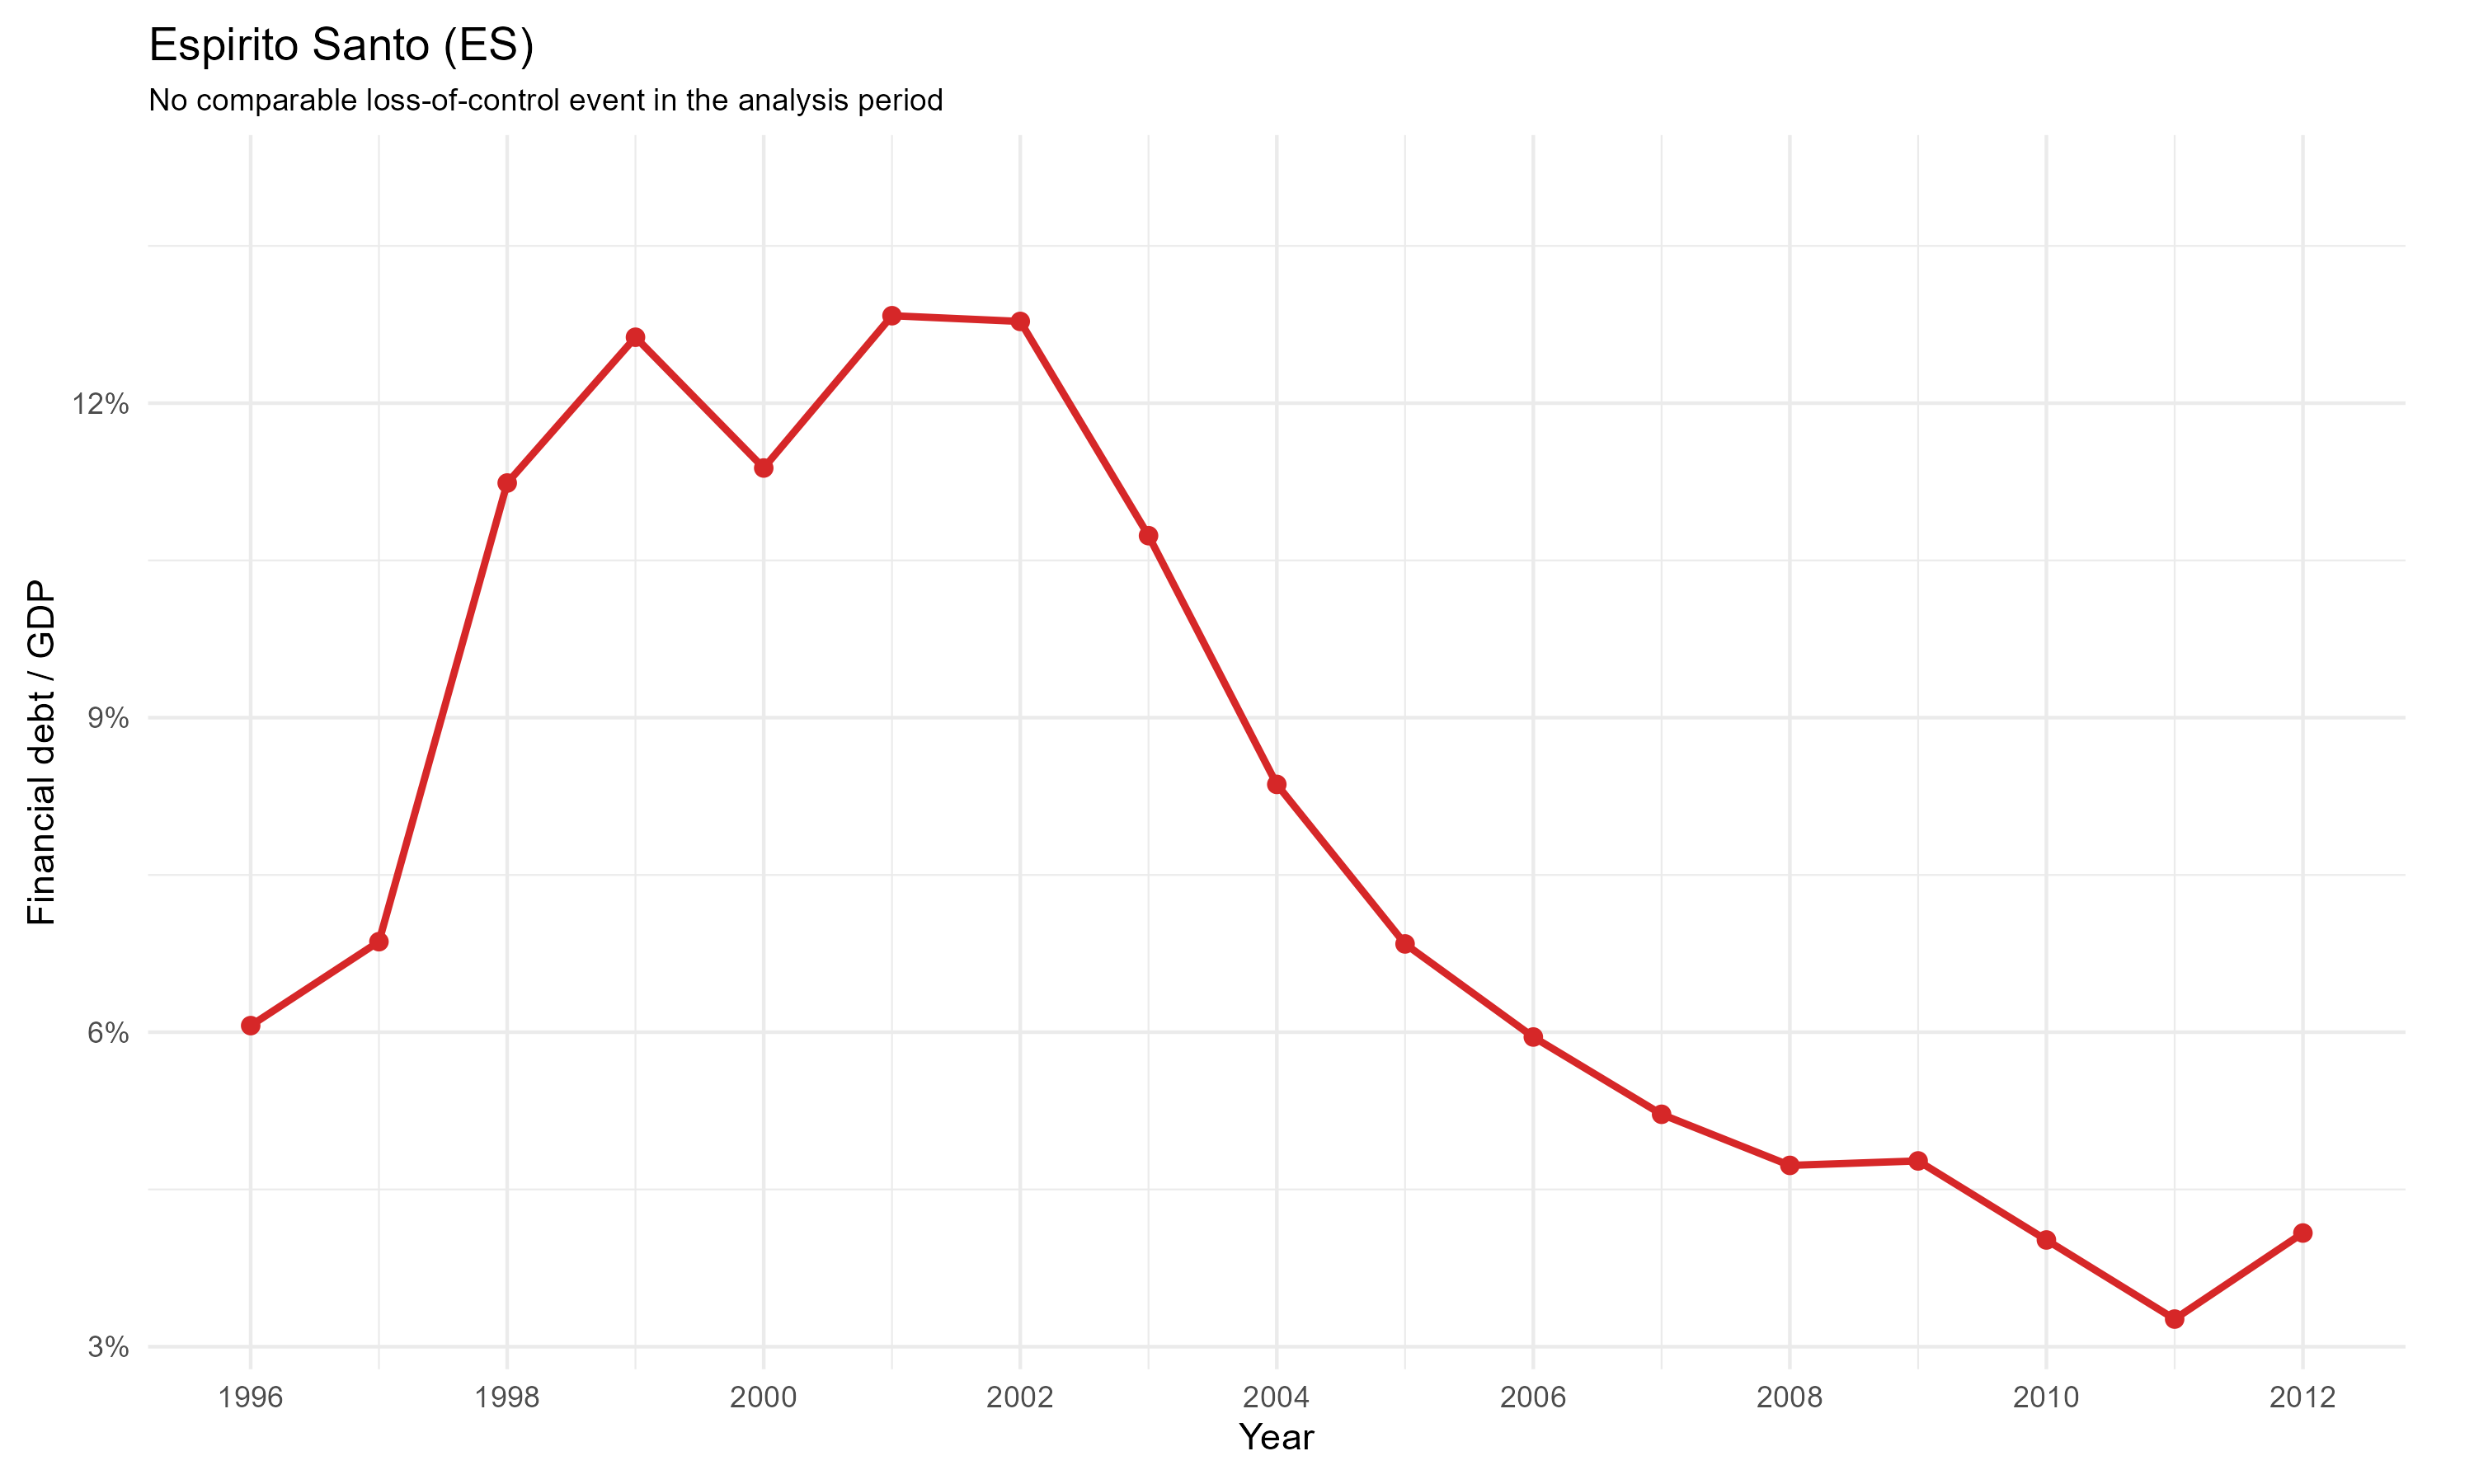 Espirito Santo (ES)
No comparable loss-of-control event in the analysis period
Financial debt / GDP
12%
9%
6%
3%
1996 1998 2000 2002 2004 2006 2008 2010 2012
Year